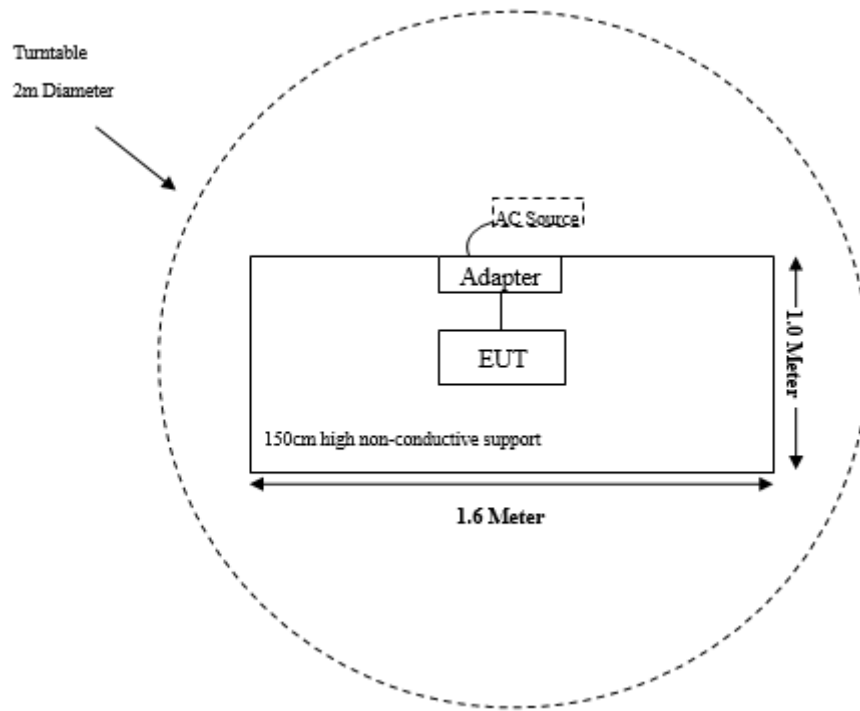 Turntable
2m Diameter
AC Source
Adapter
EUT
1.0 Meter
150cm high non-conductive support
1.6 Meter